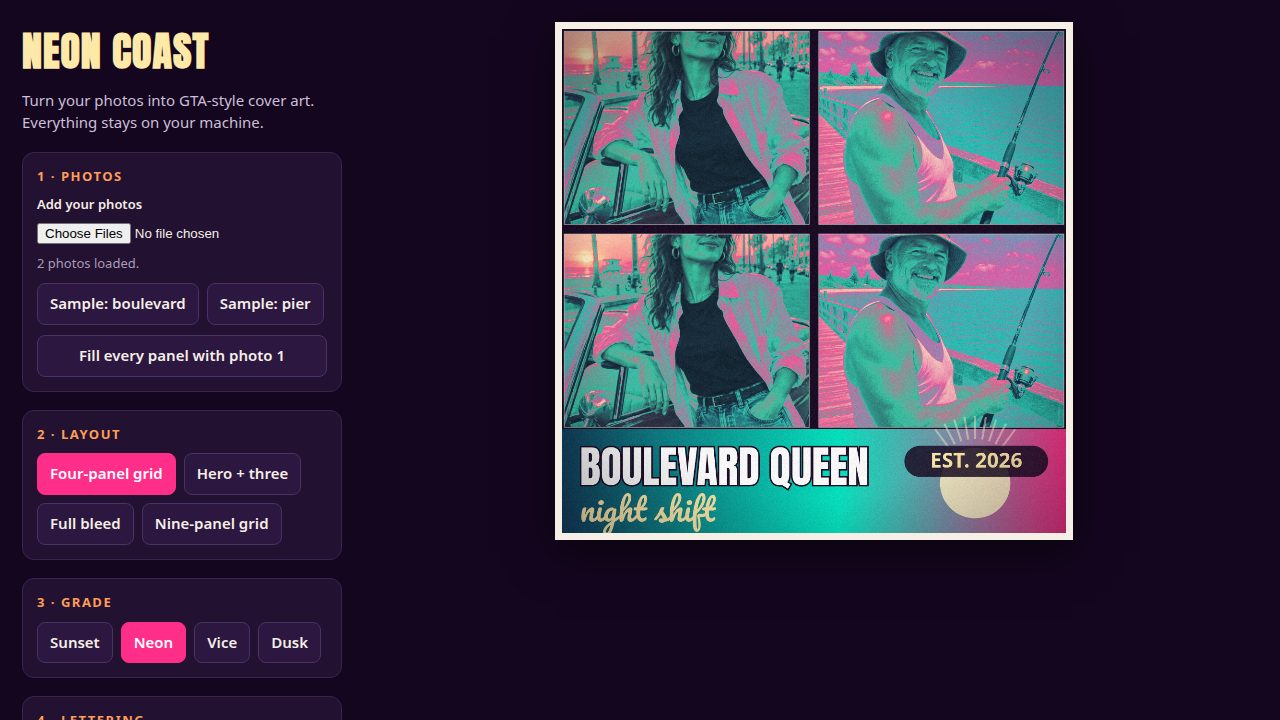 NEON COAST
Turn your photos into GTA-style cover art.
Everything stays on your machine.
1 · PHOTOS
Add your photos
Choose Files No file chosen
2 photos loaded.
Sample: boulevard
Sample: pier
Fill every panel with photo 1
2 · LAYOUT
Four-panel grid
Hero + three
Full bleed
Nine-panel grid
3 · GRADE
Sunset
Neon
Vice
Dusk
4 · LETTERING
BOULEVARD QUEEN
night shift
EST. 2026